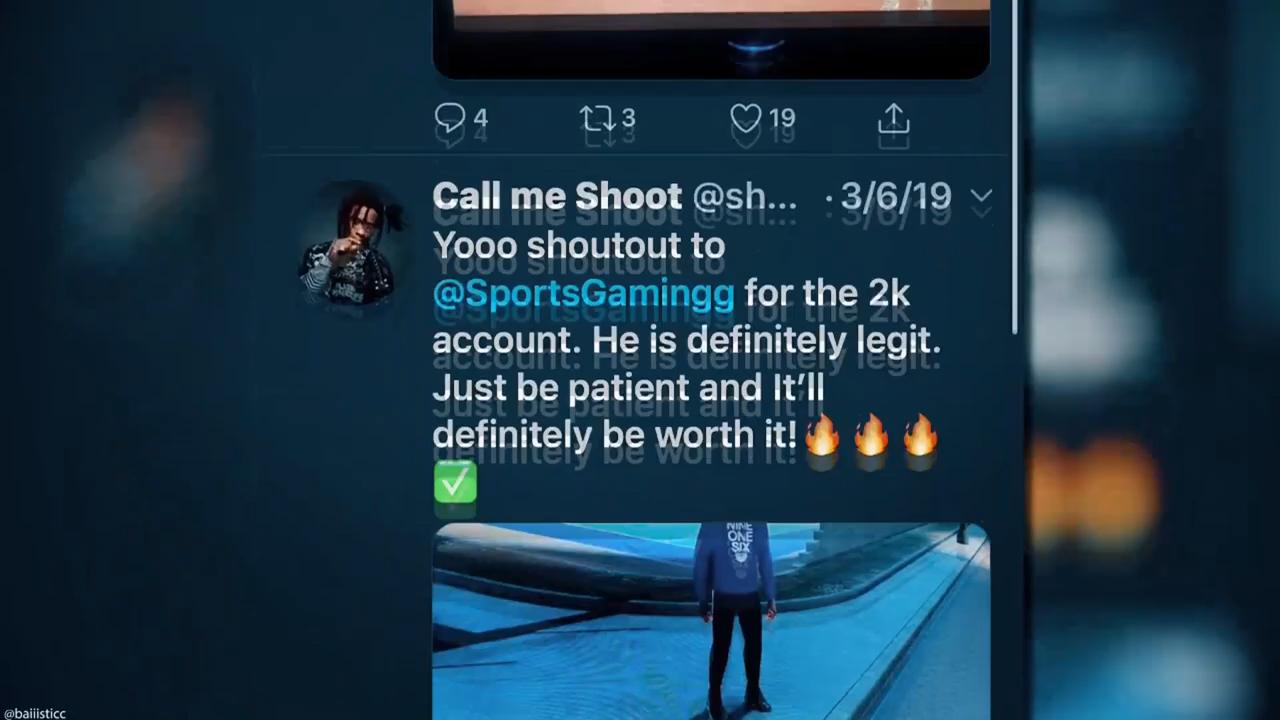 4 3 19
Call me Shoot @sh... · 3/6/19
Yooo shoutout to
@SportsGamingg for the 2k
account. He is definitely legit.
Just be patient and It’ll
definitely be worth it!🔥🔥🔥
✅
NINE
ONE
SIX
@baiiisticc